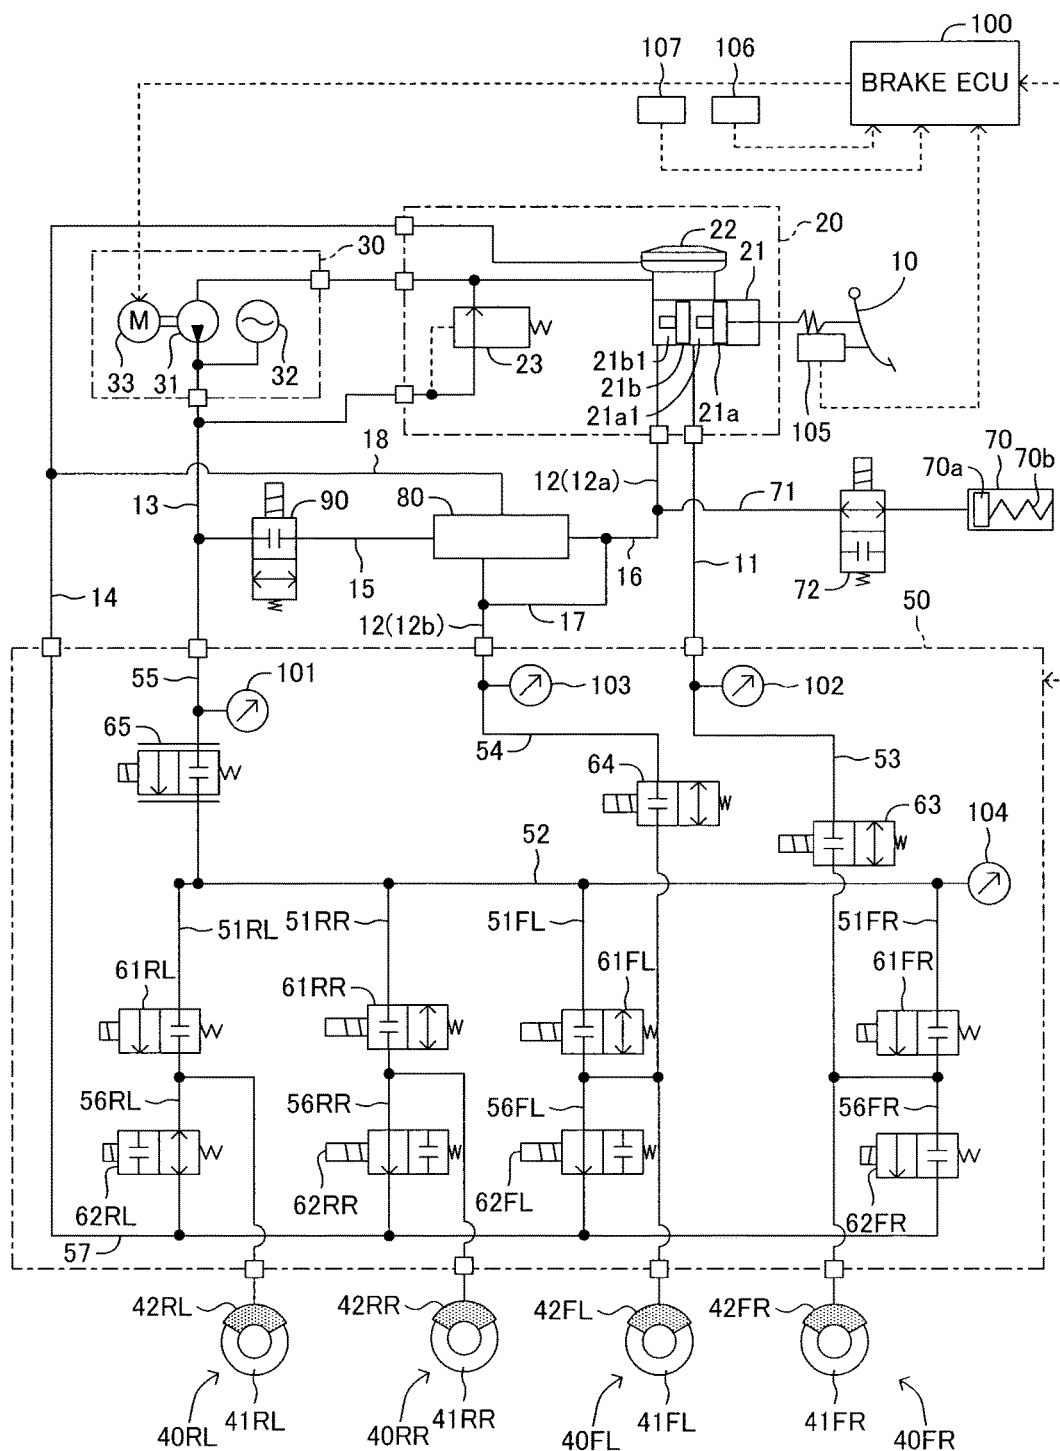 107 106 100
BRAKE ECU
30 20 22 21 10
M
33 31 32 23 21b1
21b
21a1 21a 105
18 12(12a) 70 70b
70a
13 90 80 71
15 16 11 72
14 12(12b) 17 50
55 101 103 102
65 54 53
64 63
104
52
51RL 51RR 51FL 51FR
61RL 61RR 61FL 61FR
56RL 56RR 56FL 56FR
62RL 62RR 62FL 62FR
57
42RL 42RR 42FL 42FR
41RL 41RR 41FL 41FR
40RL 40RR 40FL 40FR